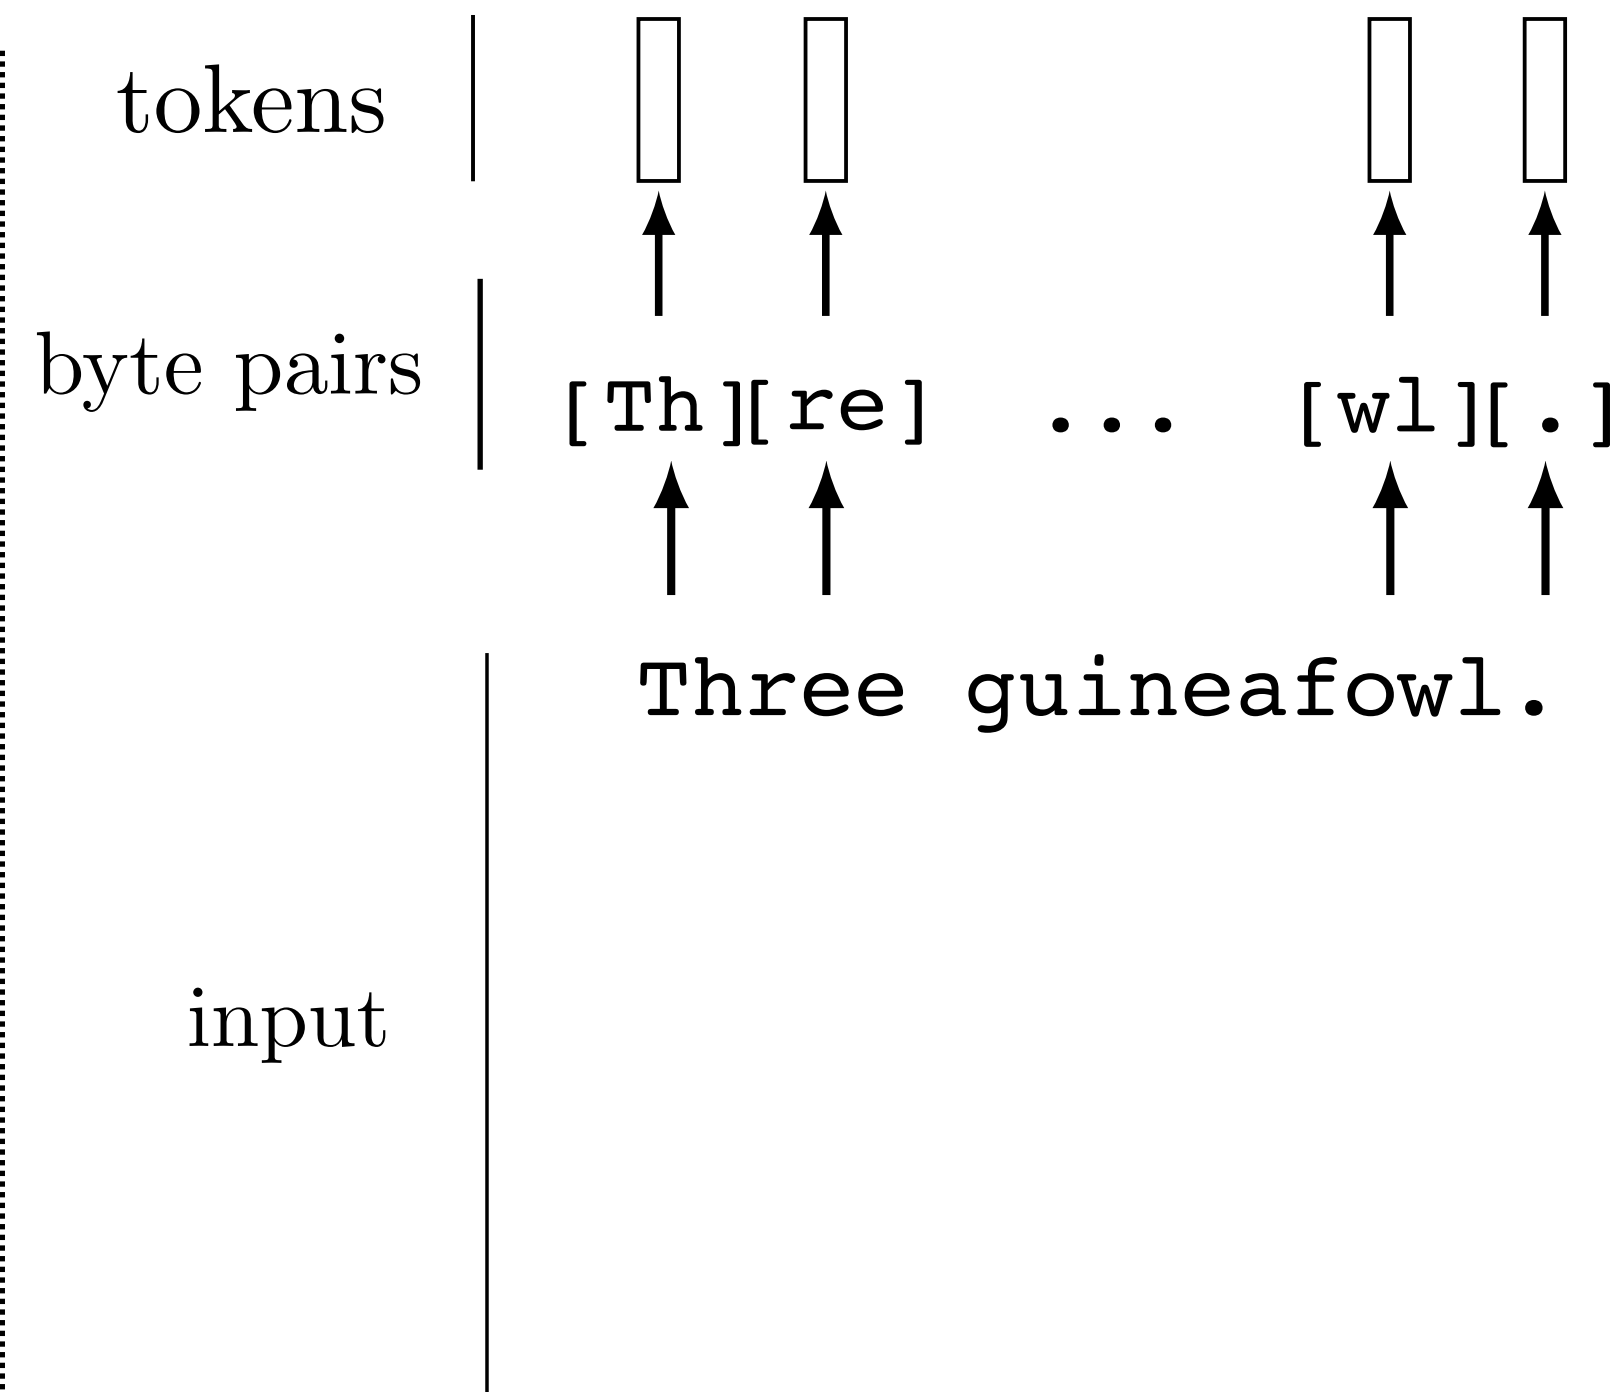 tokens
byte pairs [Th][re] ... [wl][.]
Three guineafowl.
input